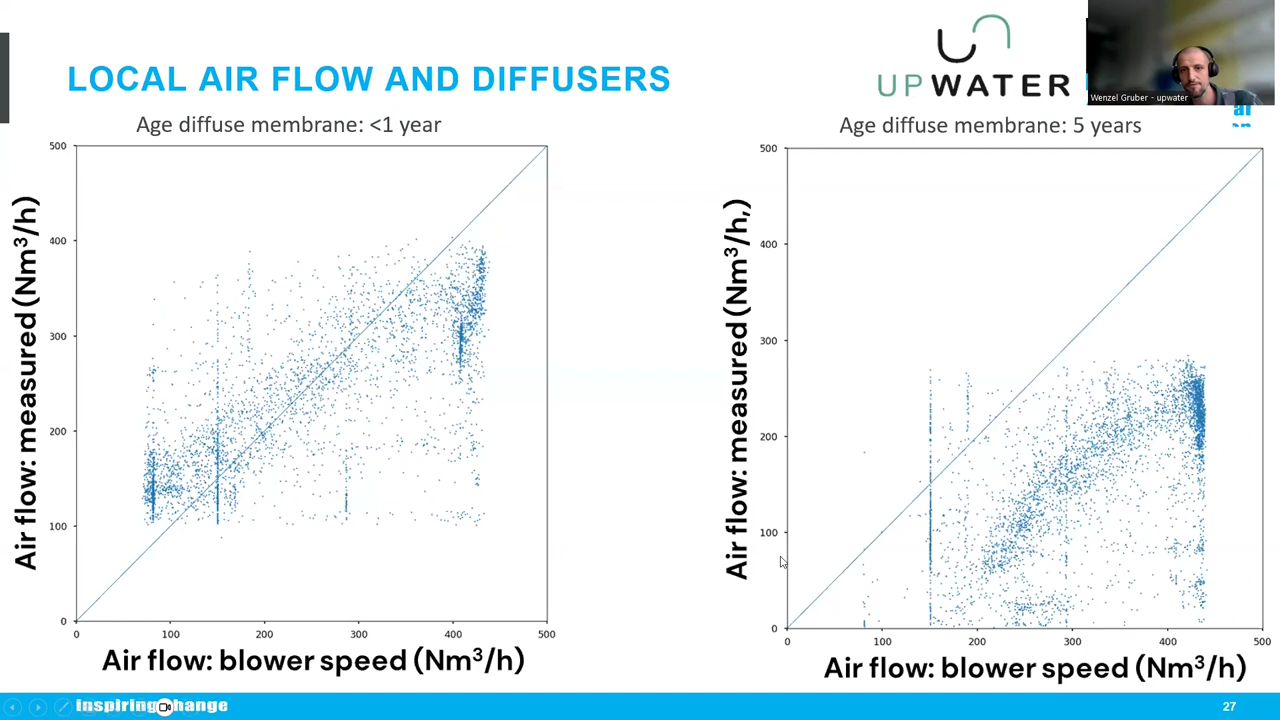 LOCAL AIR FLOW AND DIFFUSERS
UPWATER
Wenzel Gruber - upwater
Age diffuse membrane: <1 year
Age diffuse membrane: 5 years
Air flow: measured (Nm³/h)
500
400
300
200
100
0
0 100 200 300 400 500
Air flow: blower speed (Nm³/h)
Air flow: measured (Nm³/h,)
500
400
300
200
100
0
0 100 200 300 400 500
Air flow: blower speed (Nm³/h)
27